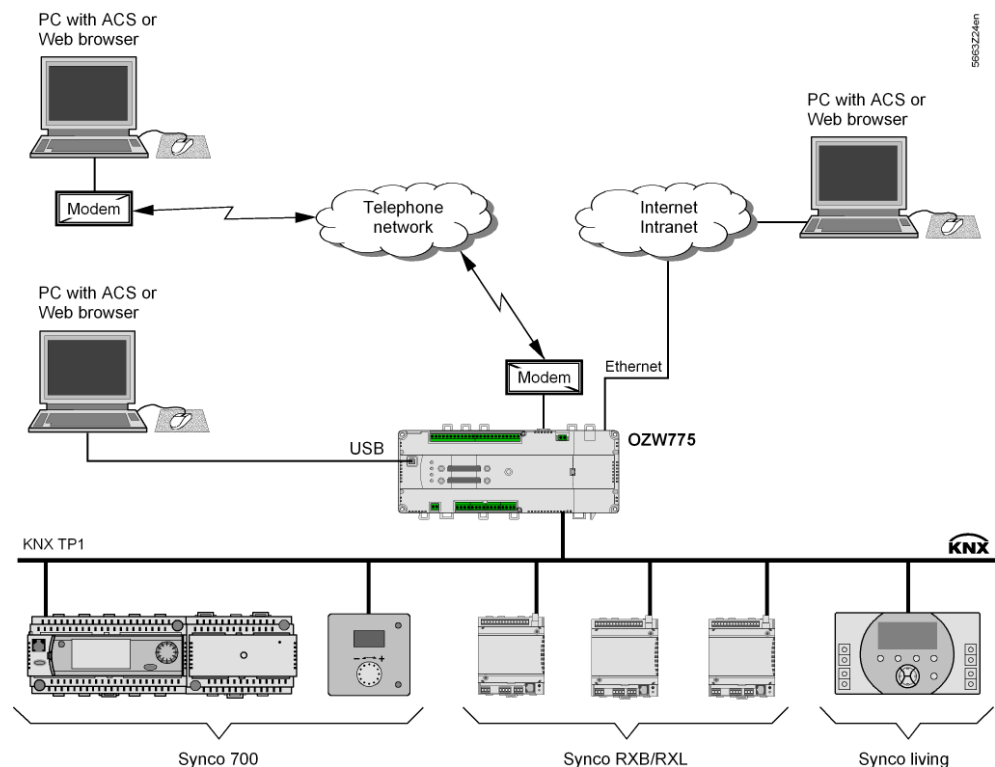 PC with ACS or
Web browser
5663Z24en
PC with ACS or
Web browser
Modem
Telephone
network
Internet
Intranet
PC with ACS or
Web browser
Modem
Ethernet
OZW775
USB
KNX TP1
KNX
- +
Synco 700
Synco RXB/RXL
Synco living